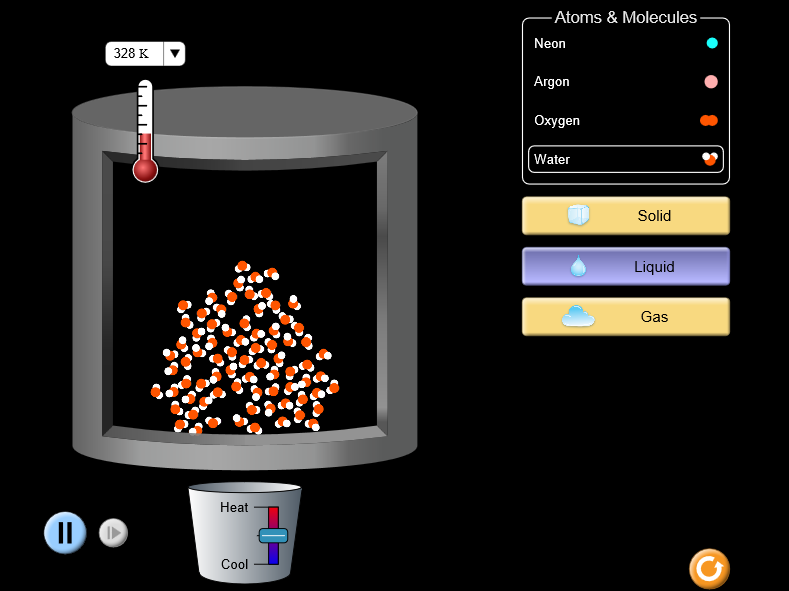 Atoms & Molecules
328 K
Neon
Argon
Oxygen
Water
Solid
Liquid
Gas
Heat
Cool